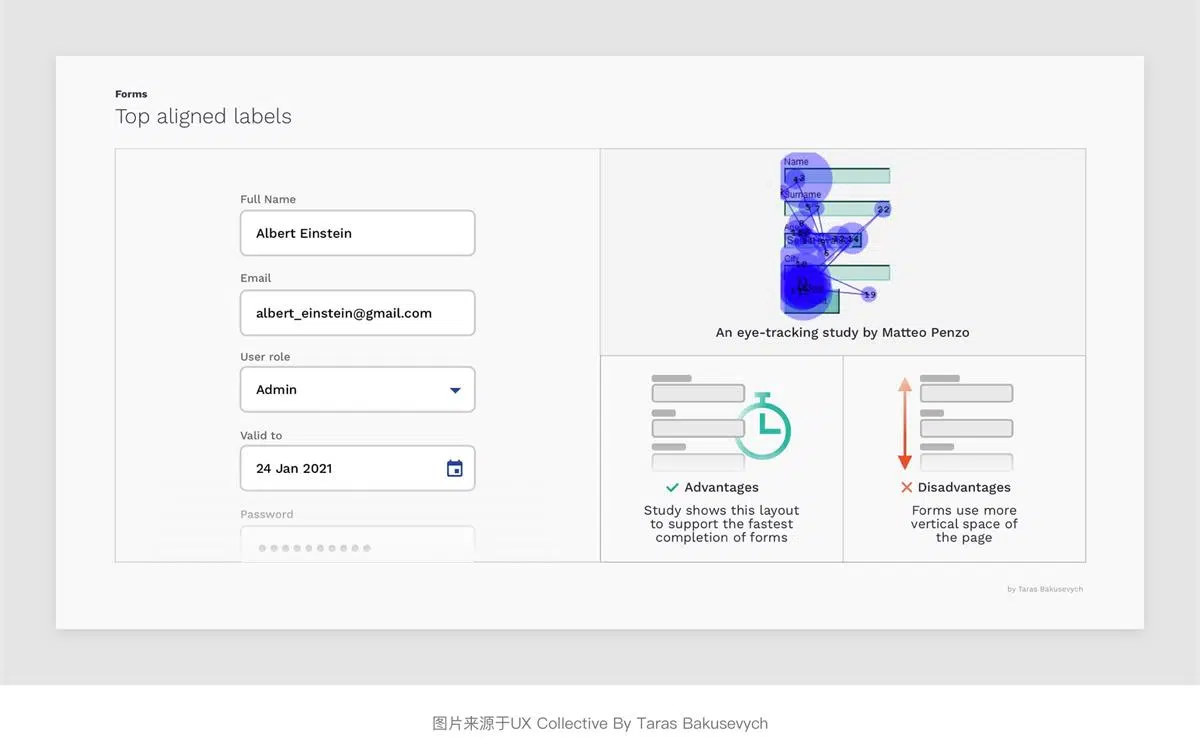 Forms
Top aligned labels
Full Name
Albert Einstein
Email
albert_einstein@gmail.com
User role
Admin
Valid to
24 Jan 2021
Password
Name
Surname
22
City
19
An eye-tracking study by Matteo Penzo
Advantages
Study shows this layout
to support the fastest
completion of forms
Disadvantages
Forms use more
vertical space of
the page
by Taras Bakusevych
图片来源于UX Collective By Taras Bakusevych